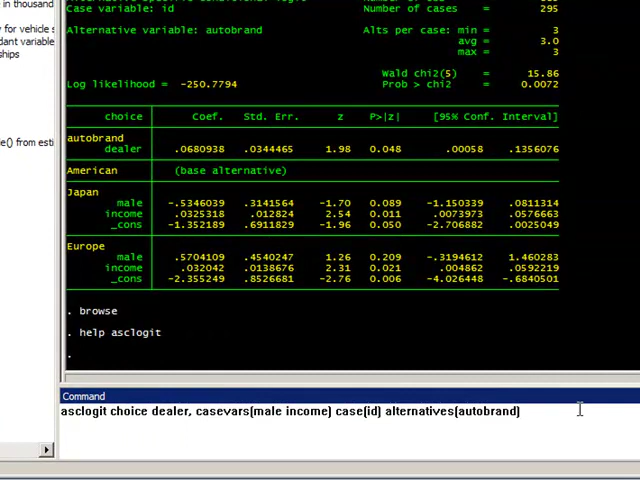 e in thousand
Case variable: id Number of cases = 295
y for vehicle s
dant variable
ships
Alternative variable: autobrand Alts per case: min = 3
avg = 3.0
max = 3
Wald chi2(5) = 15.86
Log likelihood = -250.7794 Prob > chi2 = 0.0072
choice Coef. Std. Err. z P>|z| [95% Conf. Interval]
autobrand
e() from esti
dealer .0680938 .0344465 1.98 0.048 .00058 .1356076
American (base alternative)
Japan
male -.5346039 .3141564 -1.70 0.089 -1.150339 .0811314
income .0325318 .012824 2.54 0.011 .0073973 .0576663
_cons -1.352189 .6911829 -1.96 0.050 -2.706882 .0025049
Europe
male .5704109 .4540247 1.26 0.209 -.3194612 1.460283
income .032042 .0138676 2.31 0.021 .004862 .0592219
_cons -2.355249 .8526681 -2.76 0.006 -4.026448 -.6840501
. browse
. help asclogit
.
Command
asclogit choice dealer, casevars(male income) case(id) alternatives(autobrand)